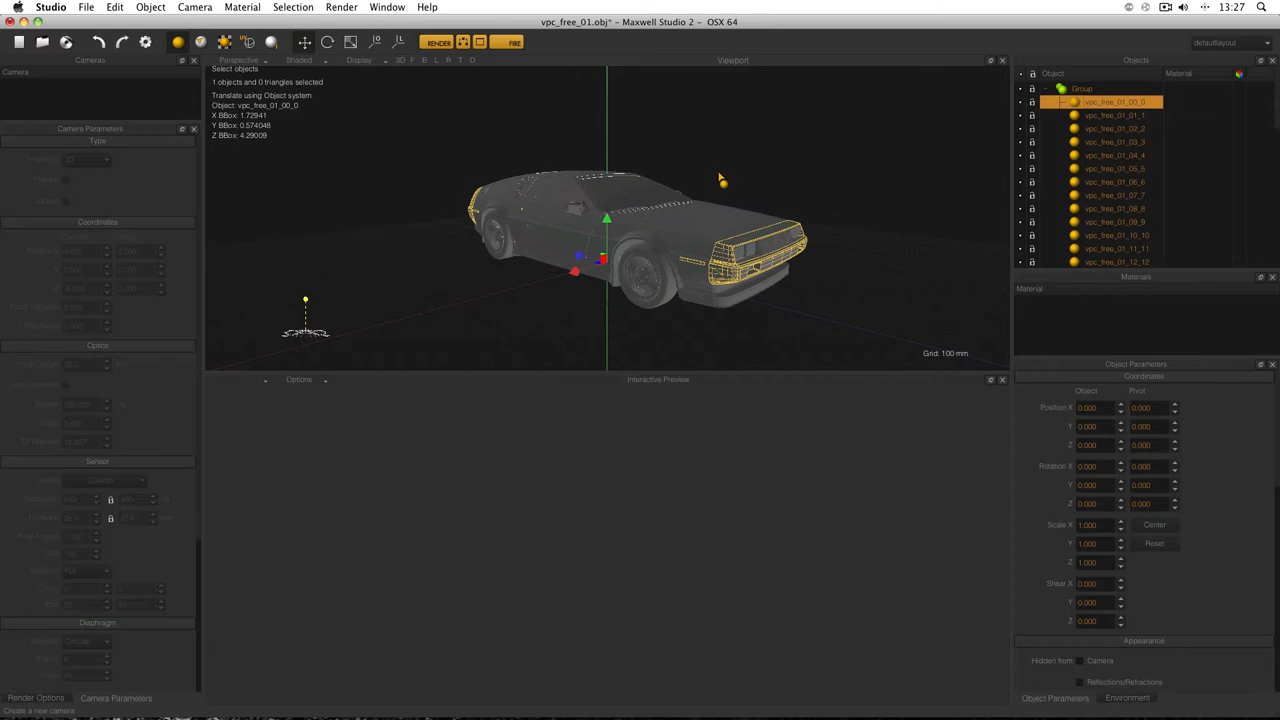 Studio File Edit Object Camera Material Selection Render Window Help 13:27
vpc_free_01.obj* - Maxwell Studio 2 - OSX 64
RENDER FIRE defaultlayout
Cameras
Camera
Camera Parameters
Type
3D
Coordinates
Y
Z
Optics
Sensor
Custom
Full
Diaphragm
Circular
Render Options Camera Parameters
Create a new camera
Perspective Shaded Display 3D F B L R T D Viewport
Select objects
1 objects and 0 triangles selected
Translate using Object system
Object: vpc_free_01_00_0
X BBox: 1.72941
Y BBox: 0.574048
Z BBox: 4.29009
Grid: 100 mm
Options Interactive Preview
Objects
Object Material
Group
vpc_free_01_00_0
vpc_free_01_01_1
vpc_free_01_02_2
vpc_free_01_03_3
vpc_free_01_04_4
vpc_free_01_05_5
vpc_free_01_06_6
vpc_free_01_07_7
vpc_free_01_08_8
vpc_free_01_09_9
vpc_free_01_10_10
vpc_free_01_11_11
vpc_free_01_12_12
Materials
Material
Object Parameters
Coordinates
Object Pivot
Position X 0.000 0.000
Y 0.000 0.000
Z 0.000 0.000
Rotation X 0.000 0.000
Y 0.000 0.000
Z 0.000 0.000
Scale X 1.000 Center
Y 1.000 Reset
Z 1.000
Shear X 0.000
Y 0.000
Z 0.000
Appearance
Hidden from Camera
Reflections/Refractions
Object Parameters Environment